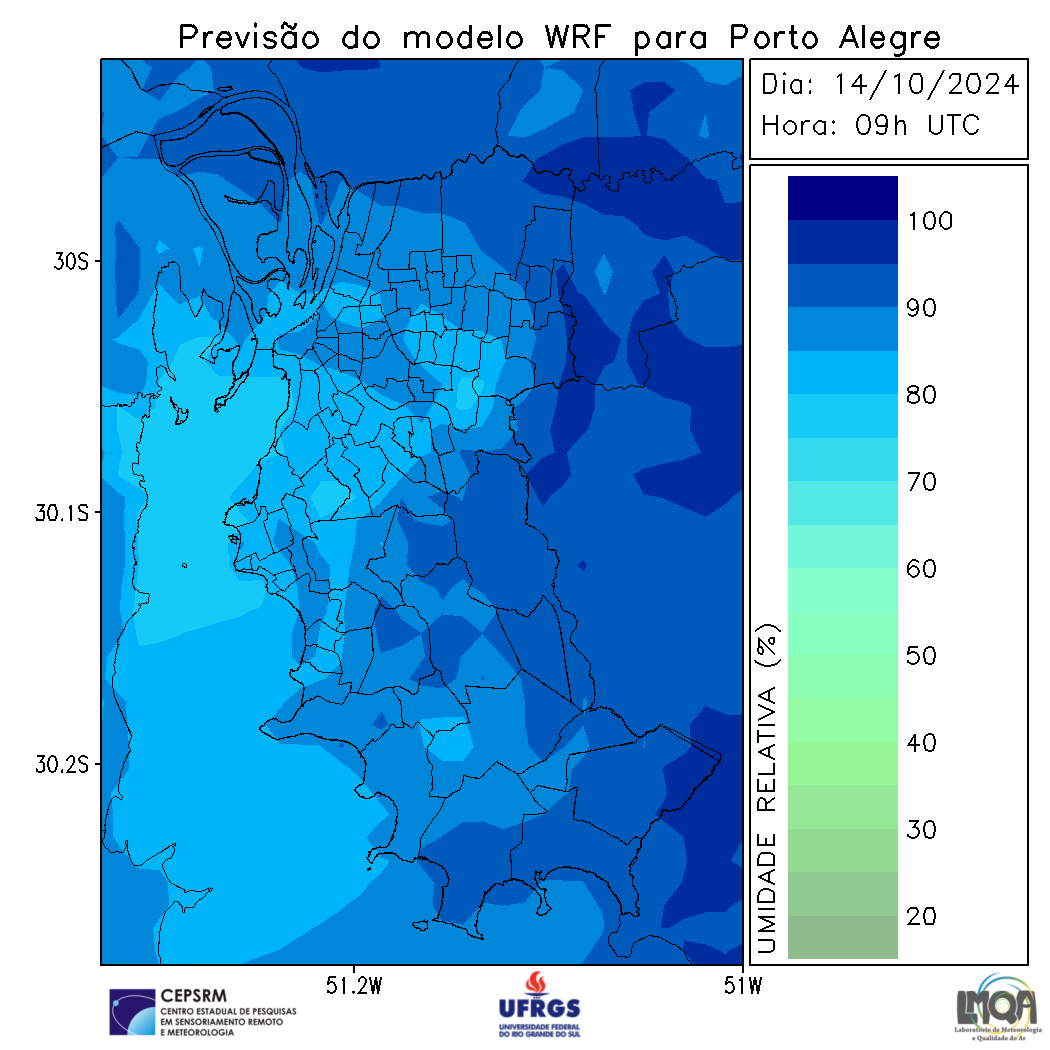 Previsão do modelo WRF para Porto Alegre
Dia: 14/10/2024
Hora: 09h UTC
100
90
80
70
60
50
40
30
20
UMIDADE RELATIVA (%)
30S
30.1S
30.2S
51.2W
51W
CEPSRM
CENTRO ESTADUAL DE PESQUISAS
EM SENSORIAMENTO REMOTO
E METEOROLOGIA
UFRGS
UNIVERSIDADE FEDERAL
DO RIO GRANDE DO SUL
LMQA
Laboratório de Meteorologia
e Qualidade do Ar